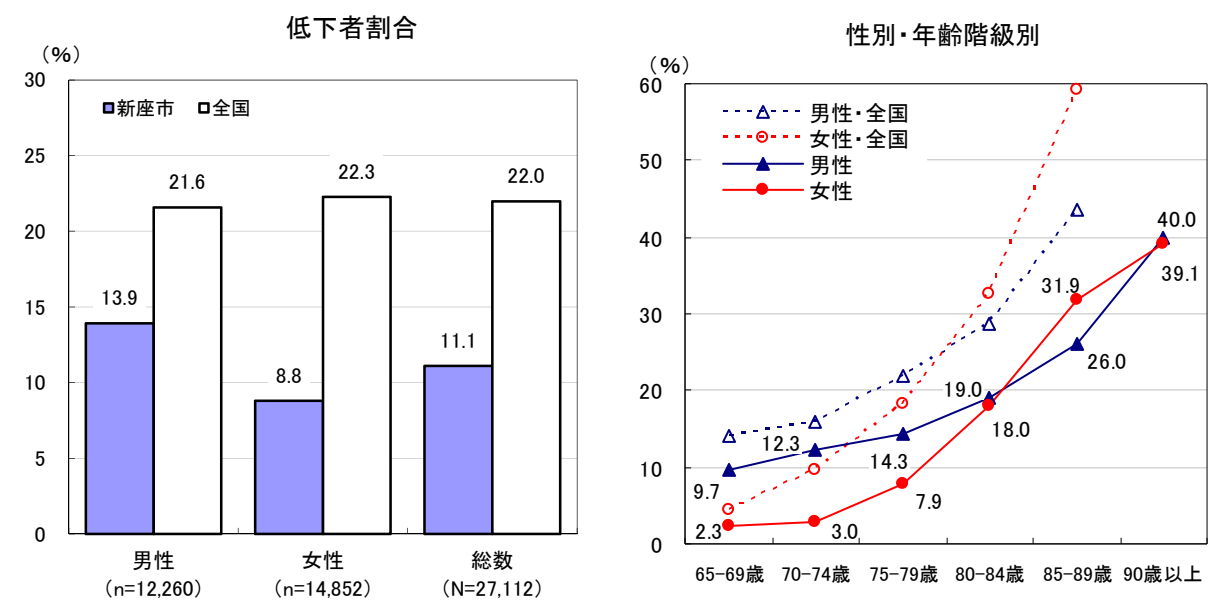 低下者割合
（%）
30
25
20
15
10
5
0
新座市
全国
13.9
21.6
8.8
22.3
11.1
22.0
男性
（n=12,260）
女性
（n=14,852）
総数
（N=27,112）
性別・年齢階級別
（%）
60
50
40
30
20
10
0
男性・全国
女性・全国
男性
女性
9.7
12.3
14.3
19.0
26.0
40.0
2.3
3.0
7.9
18.0
31.9
39.1
65-69歳
70-74歳
75-79歳
80-84歳
85-89歳
90歳以上